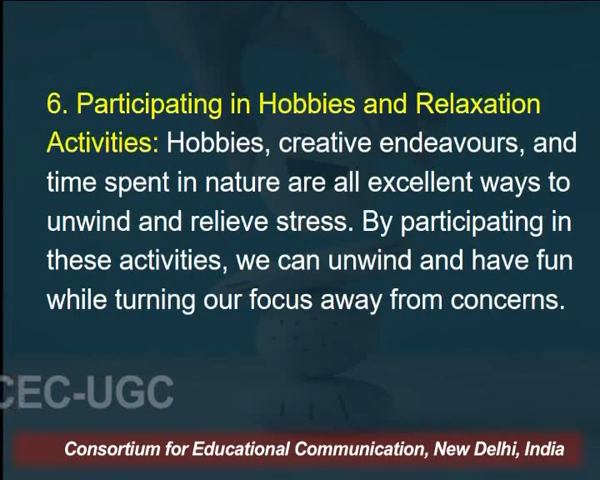 6. Participating in Hobbies and Relaxation
Activities: Hobbies, creative endeavours, and
time spent in nature are all excellent ways to
unwind and relieve stress. By participating in
these activities, we can unwind and have fun
while turning our focus away from concerns.
CEC-UGC
Consortium for Educational Communication, New Delhi, India